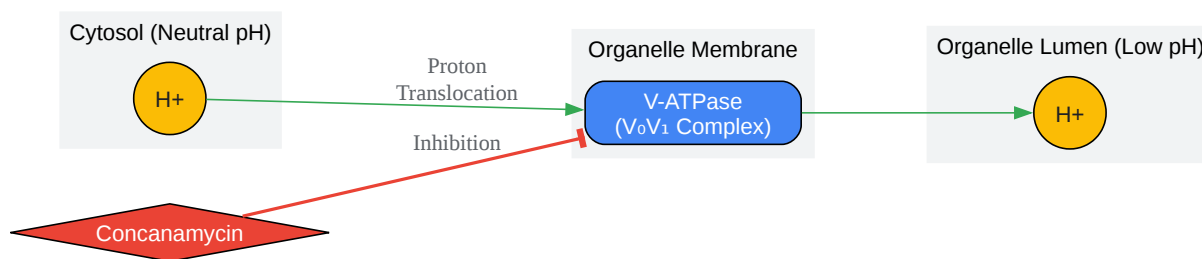 Cytosol (Neutral pH)
H+
Proton
Translocation
Inhibition
Concanamycin
Organelle Membrane
V-ATPase
(V₀V₁ Complex)
Organelle Lumen (Low pH)
H+